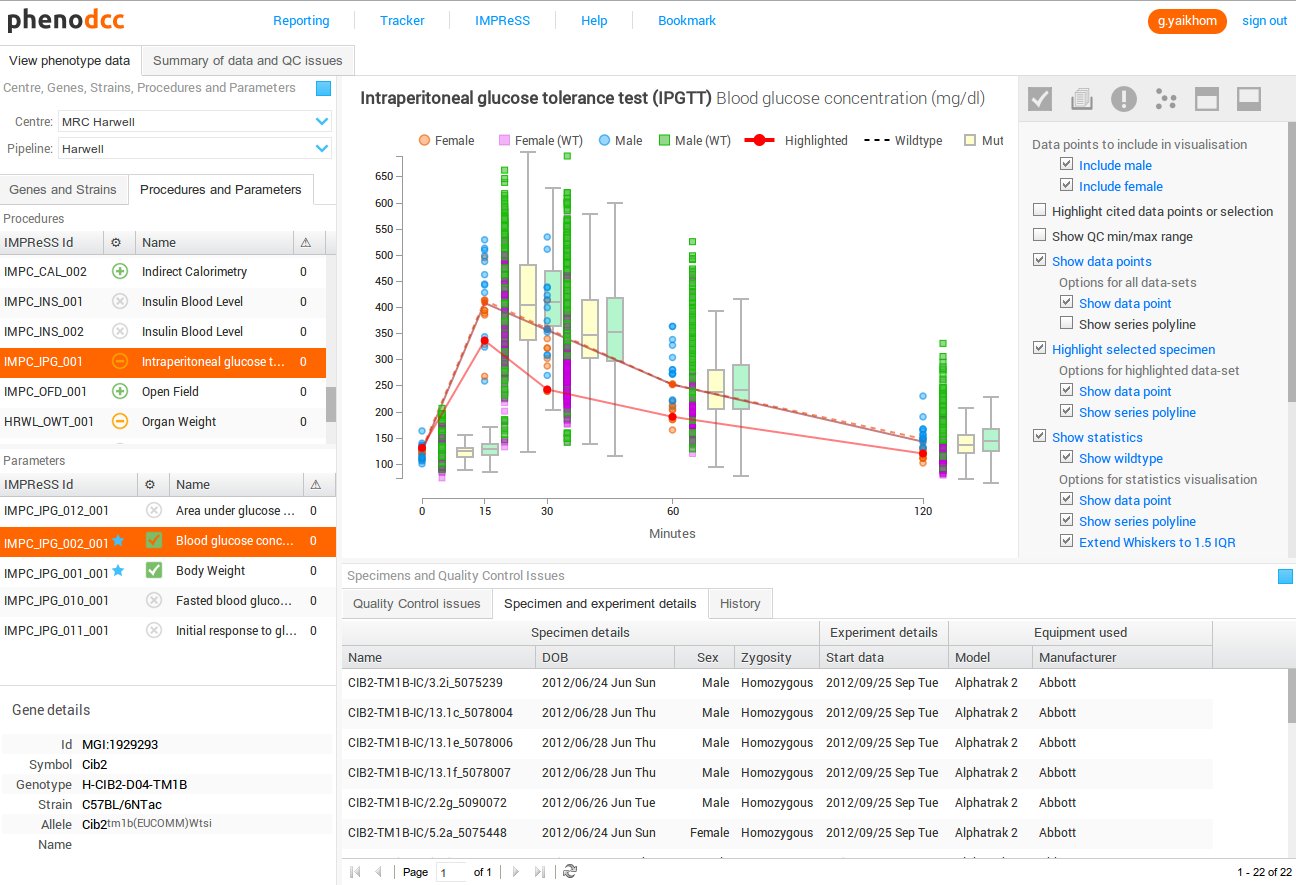 phenodcc
Reporting
Tracker
IMPReSS
Help
Bookmark
g.yaikhom
sign out
View phenotype data
Summary of data and QC issues
Centre, Genes, Strains, Procedures and Parameters
Centre: MRC Harwell
Pipeline: Harwell
Genes and Strains
Procedures and Parameters
Procedures
IMPReSS Id Name
IMPC_CAL_002 Indirect Calorimetry 0
IMPC_INS_001 Insulin Blood Level 0
IMPC_INS_002 Insulin Blood Level 0
IMPC_IPG_001 Intraperitoneal glucose t... 0
IMPC_OFD_001 Open Field 0
HRWL_OWT_001 Organ Weight 0
Parameters
IMPReSS Id Name
IMPC_IPG_012_001 Area under glucose ... 0
IMPC_IPG_002_001 Blood glucose conc... 0
IMPC_IPG_001_001 Body Weight 0
IMPC_IPG_010_001 Fasted blood gluco... 0
IMPC_IPG_011_001 Initial response to gl... 0
Gene details
Id MGI:1929293
Symbol Cib2
Genotype H-CIB2-D04-TM1B
Strain C57BL/6NTac
Allele Cib2tm1b(EUCOMM)Wtsi
Name
Intraperitoneal glucose tolerance test (IPGTT) Blood glucose concentration (mg/dl)
Female Female (WT) Male Male (WT) Highlighted Wildtype Mut
650
600
550
500
450
400
350
300
250
200
150
100
0 15 30 60 120
Minutes
Data points to include in visualisation
Include male
Include female
Highlight cited data points or selection
Show QC min/max range
Show data points
Options for all data-sets
Show data point
Show series polyline
Highlight selected specimen
Options for highlighted data-set
Show data point
Show series polyline
Show statistics
Show wildtype
Options for statistics visualisation
Show data point
Show series polyline
Extend Whiskers to 1.5 IQR
Specimens and Quality Control Issues
Quality Control issues
Specimen and experiment details
History
Specimen details Experiment details Equipment used
Name DOB Sex Zygosity Start data Model Manufacturer
CIB2-TM1B-IC/3.2i_5075239 2012/06/24 Jun Sun Male Homozygous 2012/09/25 Sep Tue Alphatrak 2 Abbott
CIB2-TM1B-IC/13.1c_5078004 2012/06/28 Jun Thu Male Homozygous 2012/09/25 Sep Tue Alphatrak 2 Abbott
CIB2-TM1B-IC/13.1e_5078006 2012/06/28 Jun Thu Male Homozygous 2012/09/25 Sep Tue Alphatrak 2 Abbott
CIB2-TM1B-IC/13.1f_5078007 2012/06/28 Jun Thu Male Homozygous 2012/09/25 Sep Tue Alphatrak 2 Abbott
CIB2-TM1B-IC/2.2g_5090072 2012/06/26 Jun Tue Male Homozygous 2012/09/25 Sep Tue Alphatrak 2 Abbott
CIB2-TM1B-IC/5.2a_5075448 2012/06/24 Jun Sun Female Homozygous 2012/09/25 Sep Tue Alphatrak 2 Abbott
Page 1 of 1
1 - 22 of 22